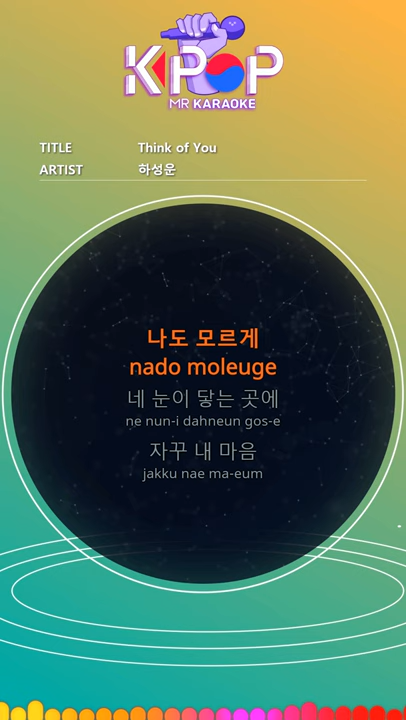 KPOP
MR KARAOKE
TITLE Think of You
ARTIST 하성운
나도 모르게
nado moleuge
네 눈이 닿는 곳에
ne nun-i dahneun gos-e
자꾸 내 마음
jakku nae ma-eum